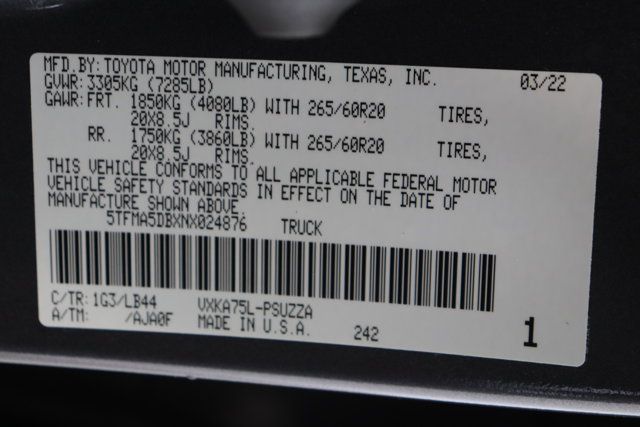 MFD.BY:TOYOTA MOTOR MANUFACTURING, TEXAS, INC. 03/22
GVWR:3305KG (7285LB)
GAWR:FRT. 1850KG (4080LB) WITH 265/60R20 TIRES,
20X8.5J RIMS,
RR. 1750KG (3860LB) WITH 265/60R20 TIRES,
20X8.5J RIMS.
THIS VEHICLE CONFORMS TO ALL APPLICABLE FEDERAL MOTOR
VEHICLE SAFETY STANDARDS IN EFFECT ON THE DATE OF
MANUFACTURE SHOWN ABOVE.
5TFMA5DBXNX024876 TRUCK
C/TR:1G3/LB44 VXKA75L-PSUZZA
A/TM: /AJA0F MADE IN U.S.A. 242 1